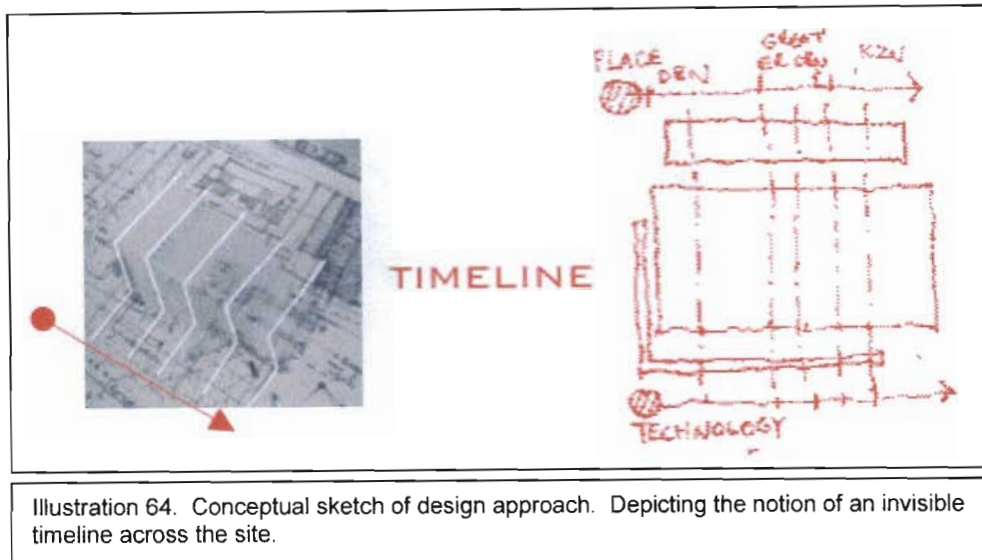 PLACE
DBN
GREAT
ER DBN
KZN
TIMELINE
TECHNOLOGY
Illustration 64. Conceptual sketch of design approach. Depicting the notion of an invisible
timeline across the site.